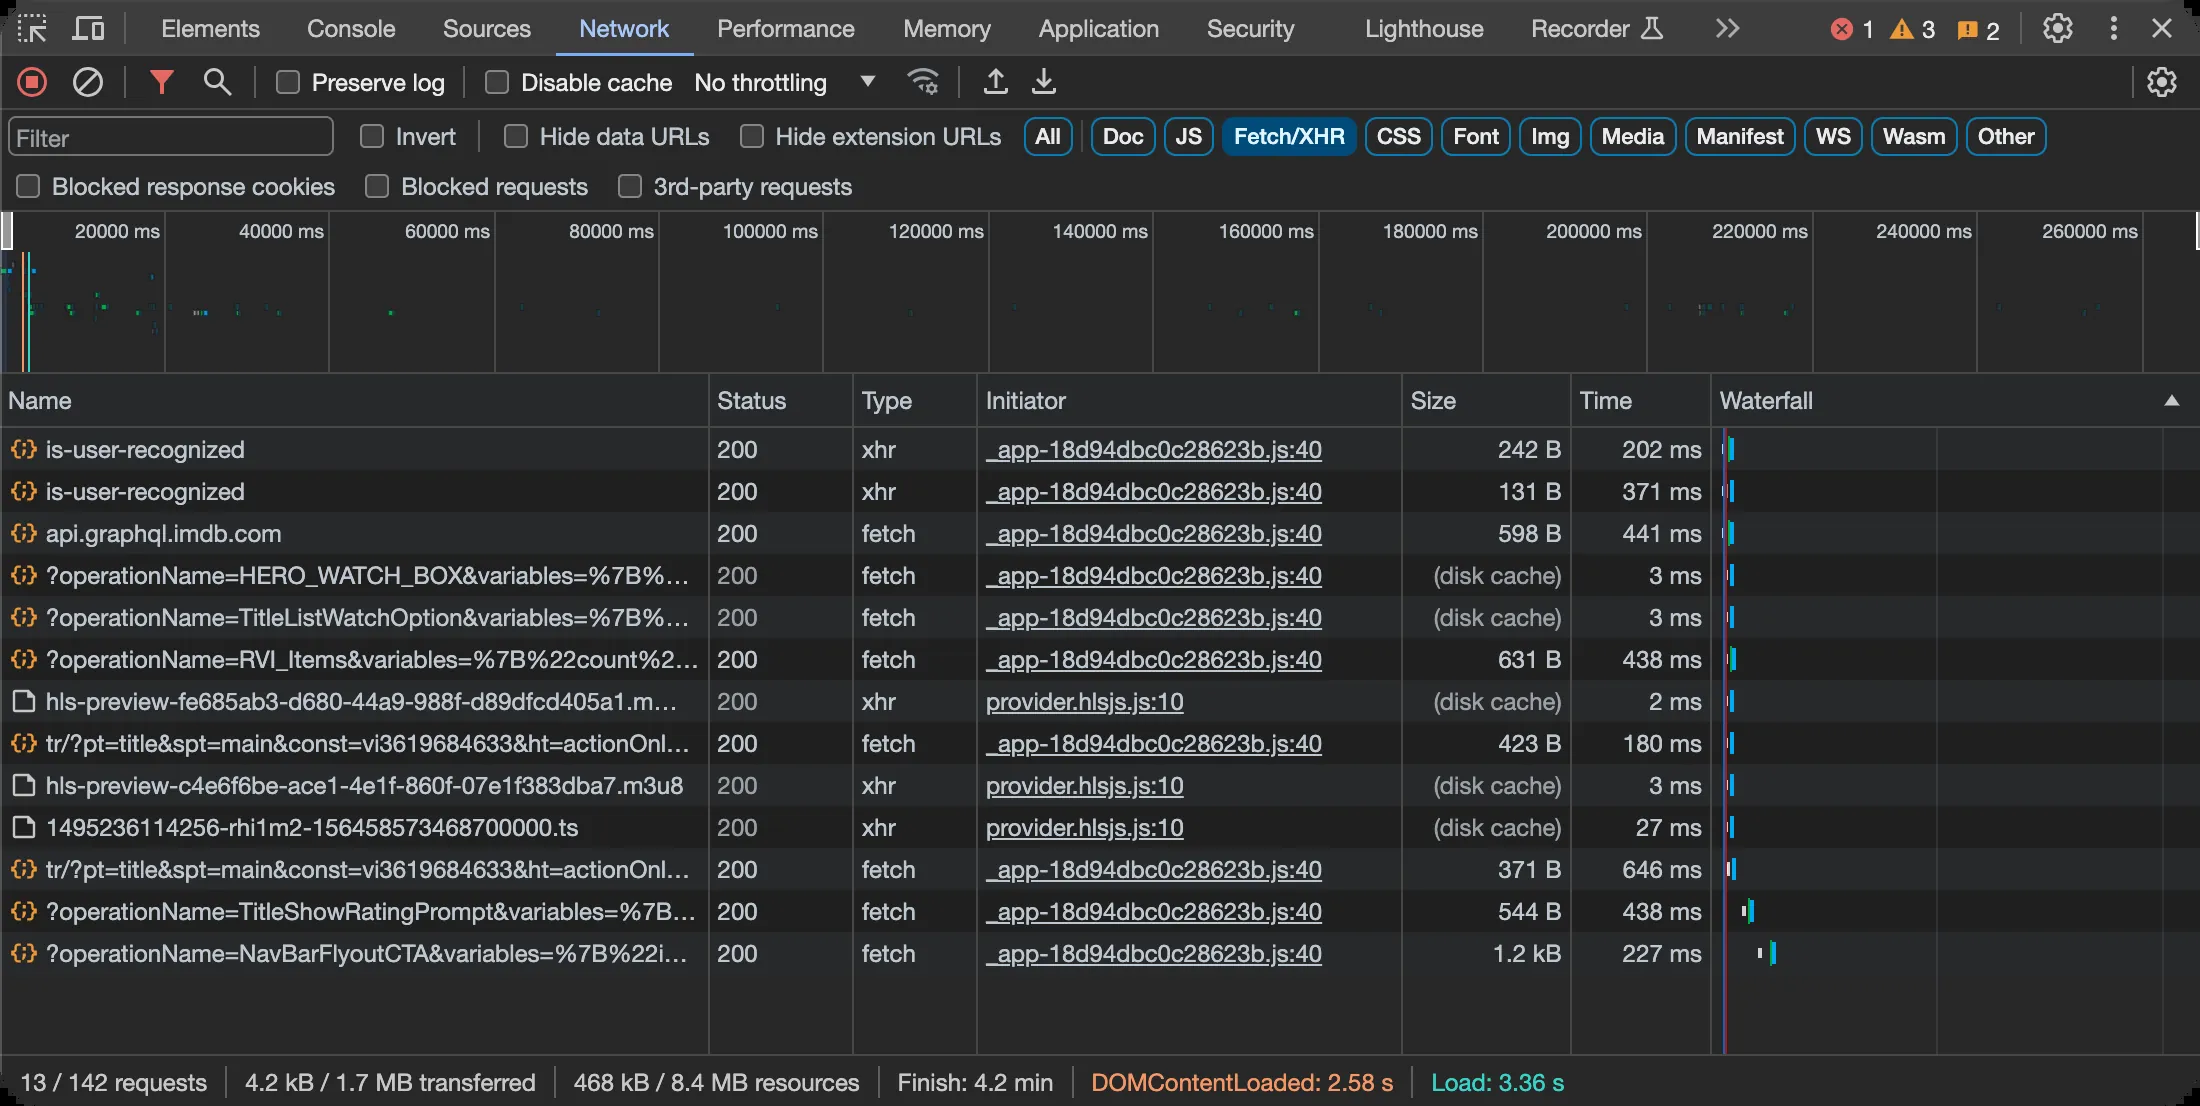 Elements Console Sources Network Performance Memory Application Security Lighthouse Recorder 1 3 2
Preserve log Disable cache No throttling
Filter Invert Hide data URLs Hide extension URLs All Doc JS Fetch/XHR CSS Font Img Media Manifest WS Wasm Other
Blocked response cookies Blocked requests 3rd-party requests
20000 ms 40000 ms 60000 ms 80000 ms 100000 ms 120000 ms 140000 ms 160000 ms 180000 ms 200000 ms 220000 ms 240000 ms 260000 ms
Name Status Type Initiator Size Time Waterfall
is-user-recognized 200 xhr _app-18d94dbc0c28623b.js:40 242 B 202 ms
is-user-recognized 200 xhr _app-18d94dbc0c28623b.js:40 131 B 371 ms
api.graphql.imdb.com 200 fetch _app-18d94dbc0c28623b.js:40 598 B 441 ms
?operationName=HERO_WATCH_BOX&variables=%7B%… 200 fetch _app-18d94dbc0c28623b.js:40 (disk cache) 3 ms
?operationName=TitleListWatchOption&variables=%7B%… 200 fetch _app-18d94dbc0c28623b.js:40 (disk cache) 3 ms
?operationName=RVI_Items&variables=%7B%22count%2… 200 fetch _app-18d94dbc0c28623b.js:40 631 B 438 ms
hls-preview-fe685ab3-d680-44a9-988f-d89dfcd405a1.m… 200 xhr provider.hlsjs.js:10 (disk cache) 2 ms
tr/?pt=title&spt=main&const=vi3619684633&ht=actionOnl… 200 fetch _app-18d94dbc0c28623b.js:40 423 B 180 ms
hls-preview-c4e6f6be-ace1-4e1f-860f-07e1f383dba7.m3u8 200 xhr provider.hlsjs.js:10 (disk cache) 3 ms
1495236114256-rhi1m2-1564585734687​00000.ts 200 xhr provider.hlsjs.js:10 (disk cache) 27 ms
tr/?pt=title&spt=main&const=vi3619684633&ht=actionOnl… 200 fetch _app-18d94dbc0c28623b.js:40 371 B 646 ms
?operationName=TitleShowRatingPrompt&variables=%7B… 200 fetch _app-18d94dbc0c28623b.js:40 544 B 438 ms
?operationName=NavBarFlyoutCTA&variables=%7B%22i… 200 fetch _app-18d94dbc0c28623b.js:40 1.2 kB 227 ms
13 / 142 requests 4.2 kB / 1.7 MB transferred 468 kB / 8.4 MB resources Finish: 4.2 min DOMContentLoaded: 2.58 s Load: 3.36 s